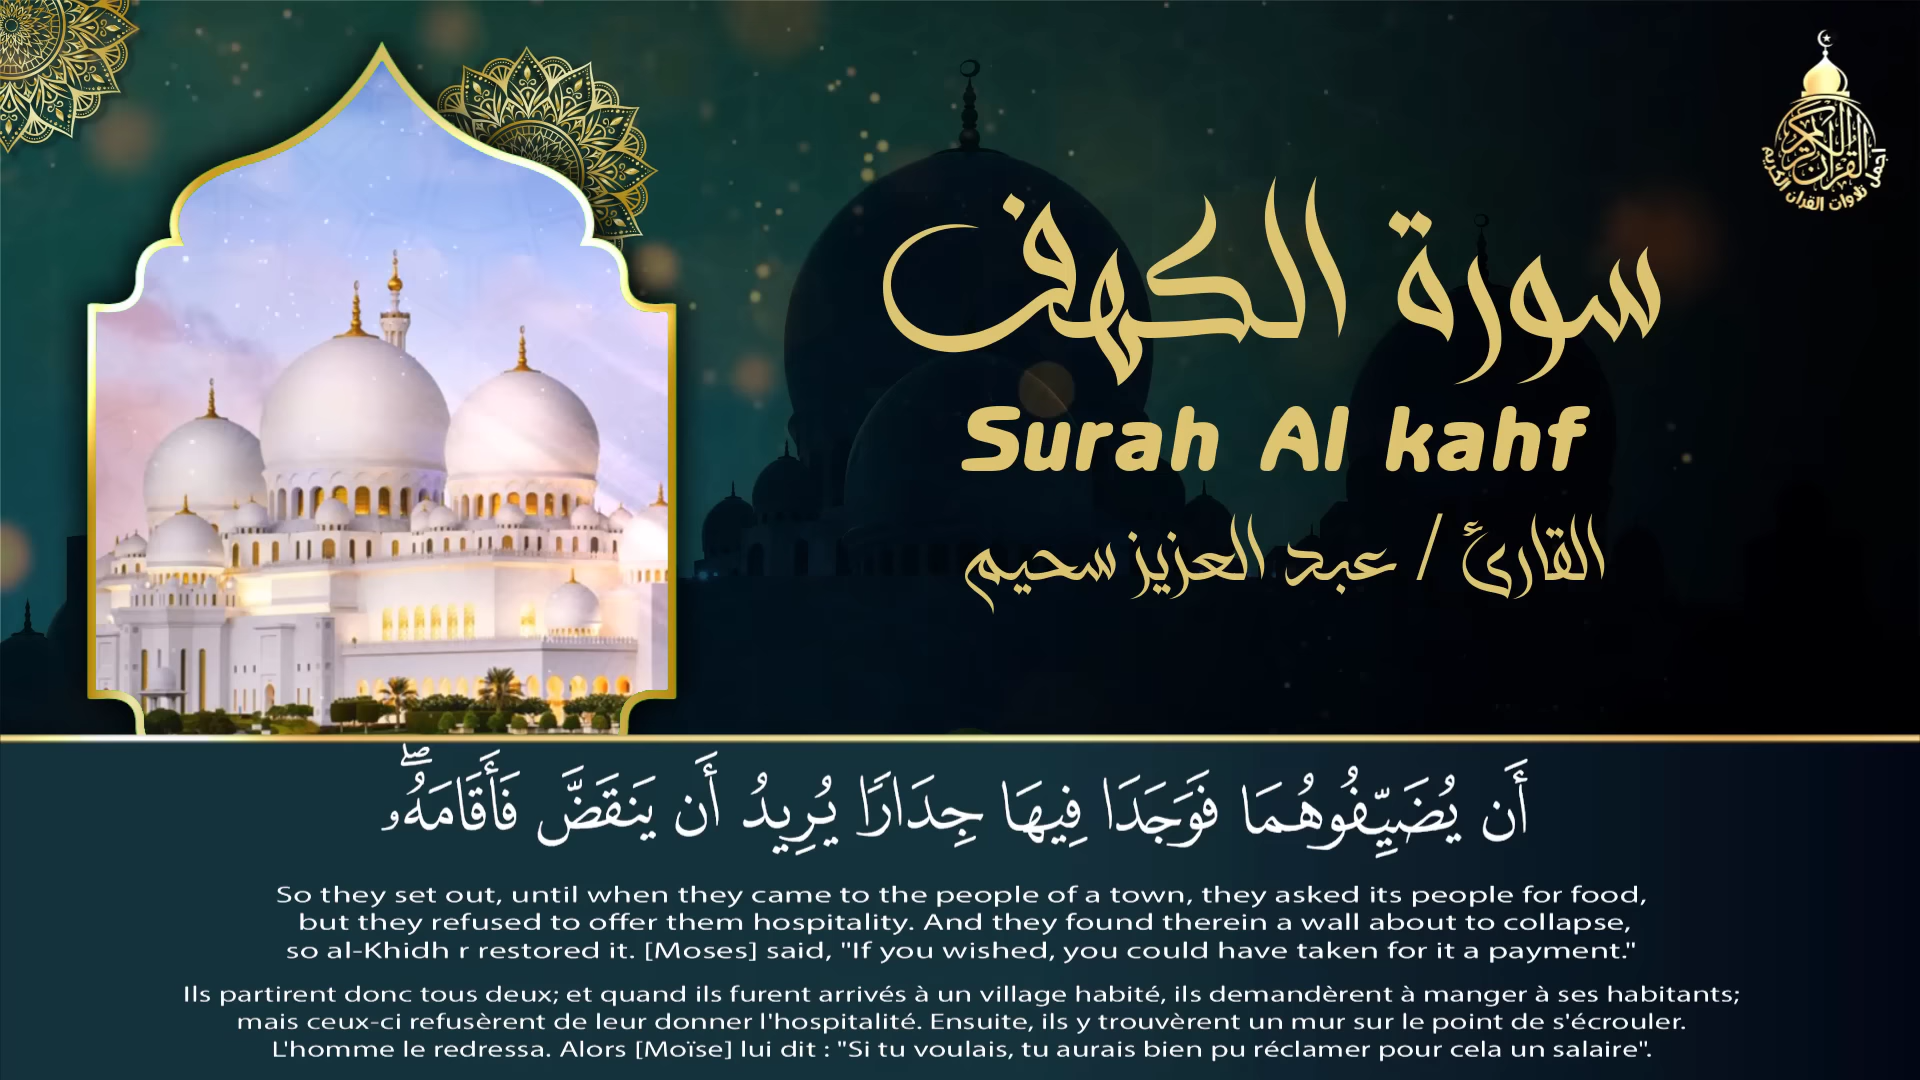 القرآن الكريم
أجمل تلاوات القرآن الكريم
سورة الكهف
Surah Al kahf
القارئ / عبد العزيز سحيم
أَن يُضَيِّفُوهُمَا فَوَجَدَا فِيهَا جِدَارًا يُرِيدُ أَن يَنقَضَّ فَأَقَامَهُۥۖ
So they set out, until when they came to the people of a town, they asked its people for food,
but they refused to offer them hospitality. And they found therein a wall about to collapse,
so al-Khidh r restored it. [Moses] said, "If you wished, you could have taken for it a payment."
Ils partirent donc tous deux; et quand ils furent arrivés à un village habité, ils demandèrent à manger à ses habitants;
mais ceux-ci refusèrent de leur donner l'hospitalité. Ensuite, ils y trouvèrent un mur sur le point de s'écrouler.
L'homme le redressa. Alors [Moïse] lui dit : "Si tu voulais, tu aurais bien pu réclamer pour cela un salaire".